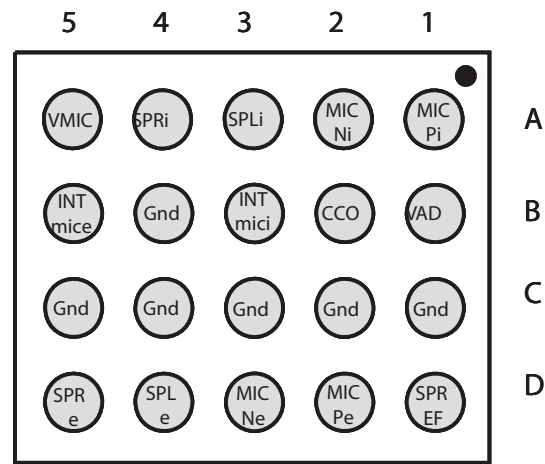 5 4 3 2 1
VMIC SPRi SPLi MIC Ni MIC Pi A
INT mice Gnd INT mici CCO VAD B
Gnd Gnd Gnd Gnd Gnd C
SPR e SPL e MIC Ne MIC Pe SPR EF D